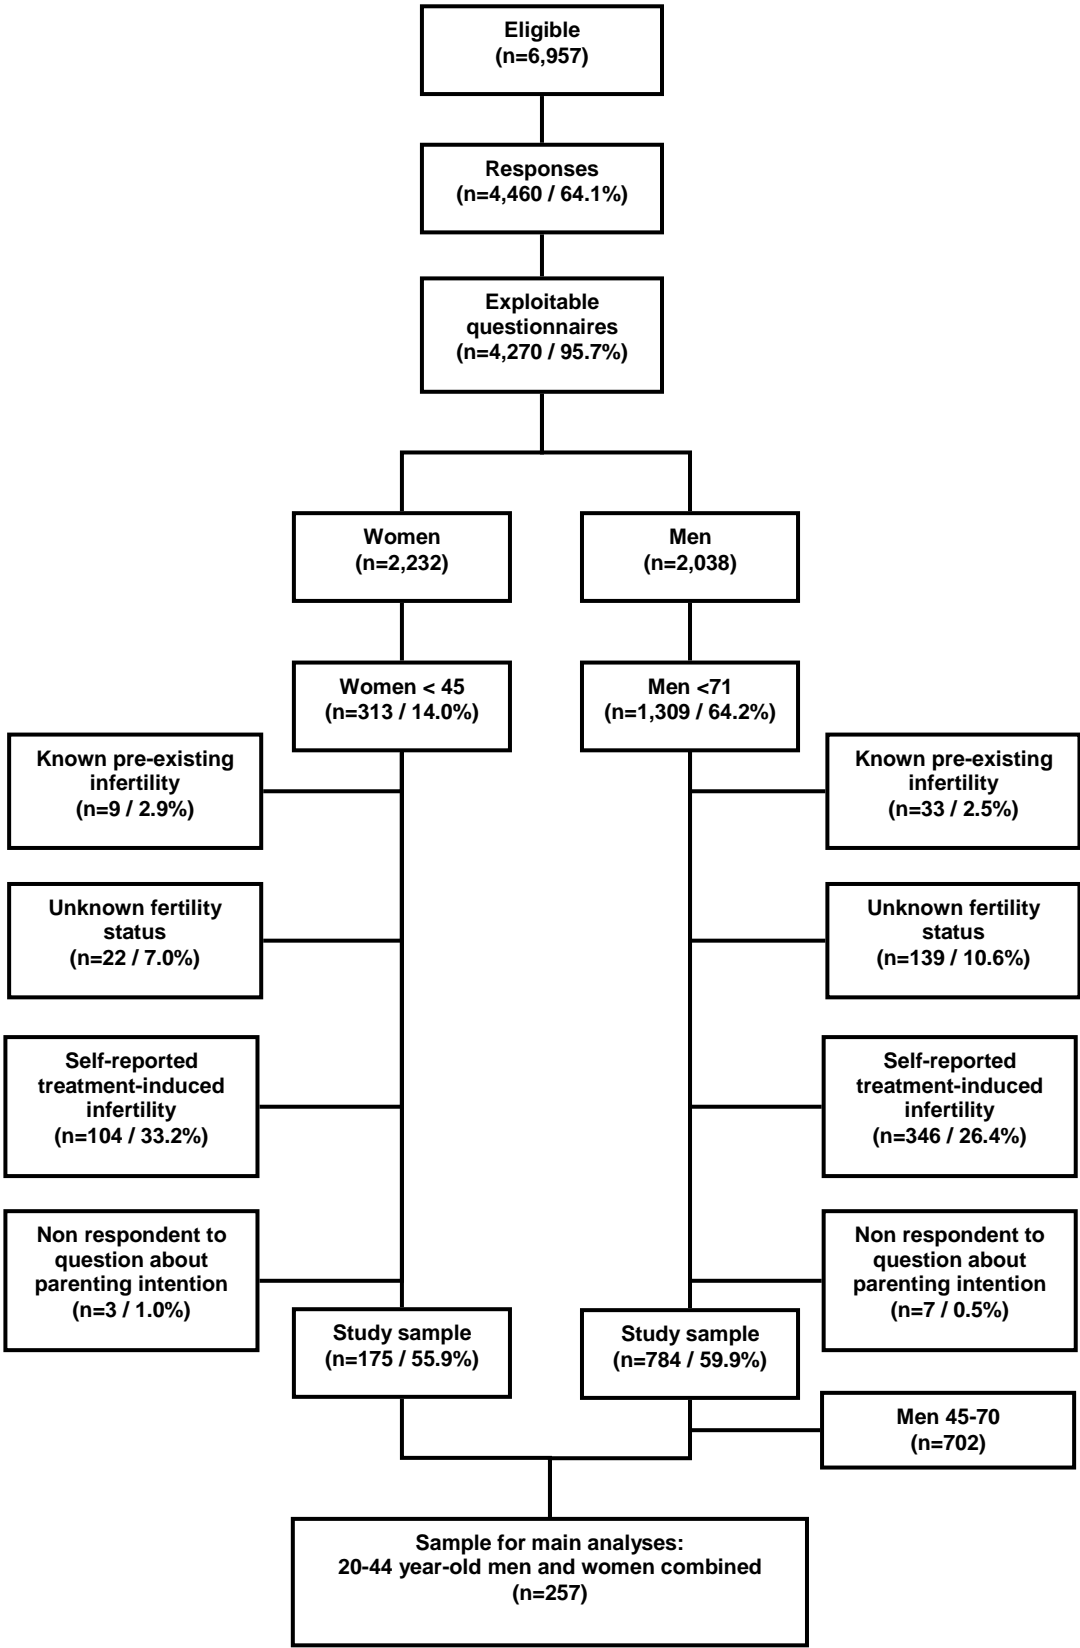 Eligible
(n=6,957)
Responses
(n=4,460 / 64.1%)
Exploitable
questionnaires
(n=4,270 / 95.7%)
Women
(n=2,232)
Men
(n=2,038)
Women < 45
(n=313 / 14.0%)
Men <71
(n=1,309 / 64.2%)
Known pre-existing
infertility
(n=9 / 2.9%)
Known pre-existing
infertility
(n=33 / 2.5%)
Unknown fertility
status
(n=22 / 7.0%)
Unknown fertility
status
(n=139 / 10.6%)
Self-reported
treatment-induced
infertility
(n=104 / 33.2%)
Self-reported
treatment-induced
infertility
(n=346 / 26.4%)
Non respondent to
question about
parenting intention
(n=3 / 1.0%)
Non respondent to
question about
parenting intention
(n=7 / 0.5%)
Study sample
(n=175 / 55.9%)
Study sample
(n=784 / 59.9%)
Men 45-70
(n=702)
Sample for main analyses:
20-44 year-old men and women combined
(n=257)